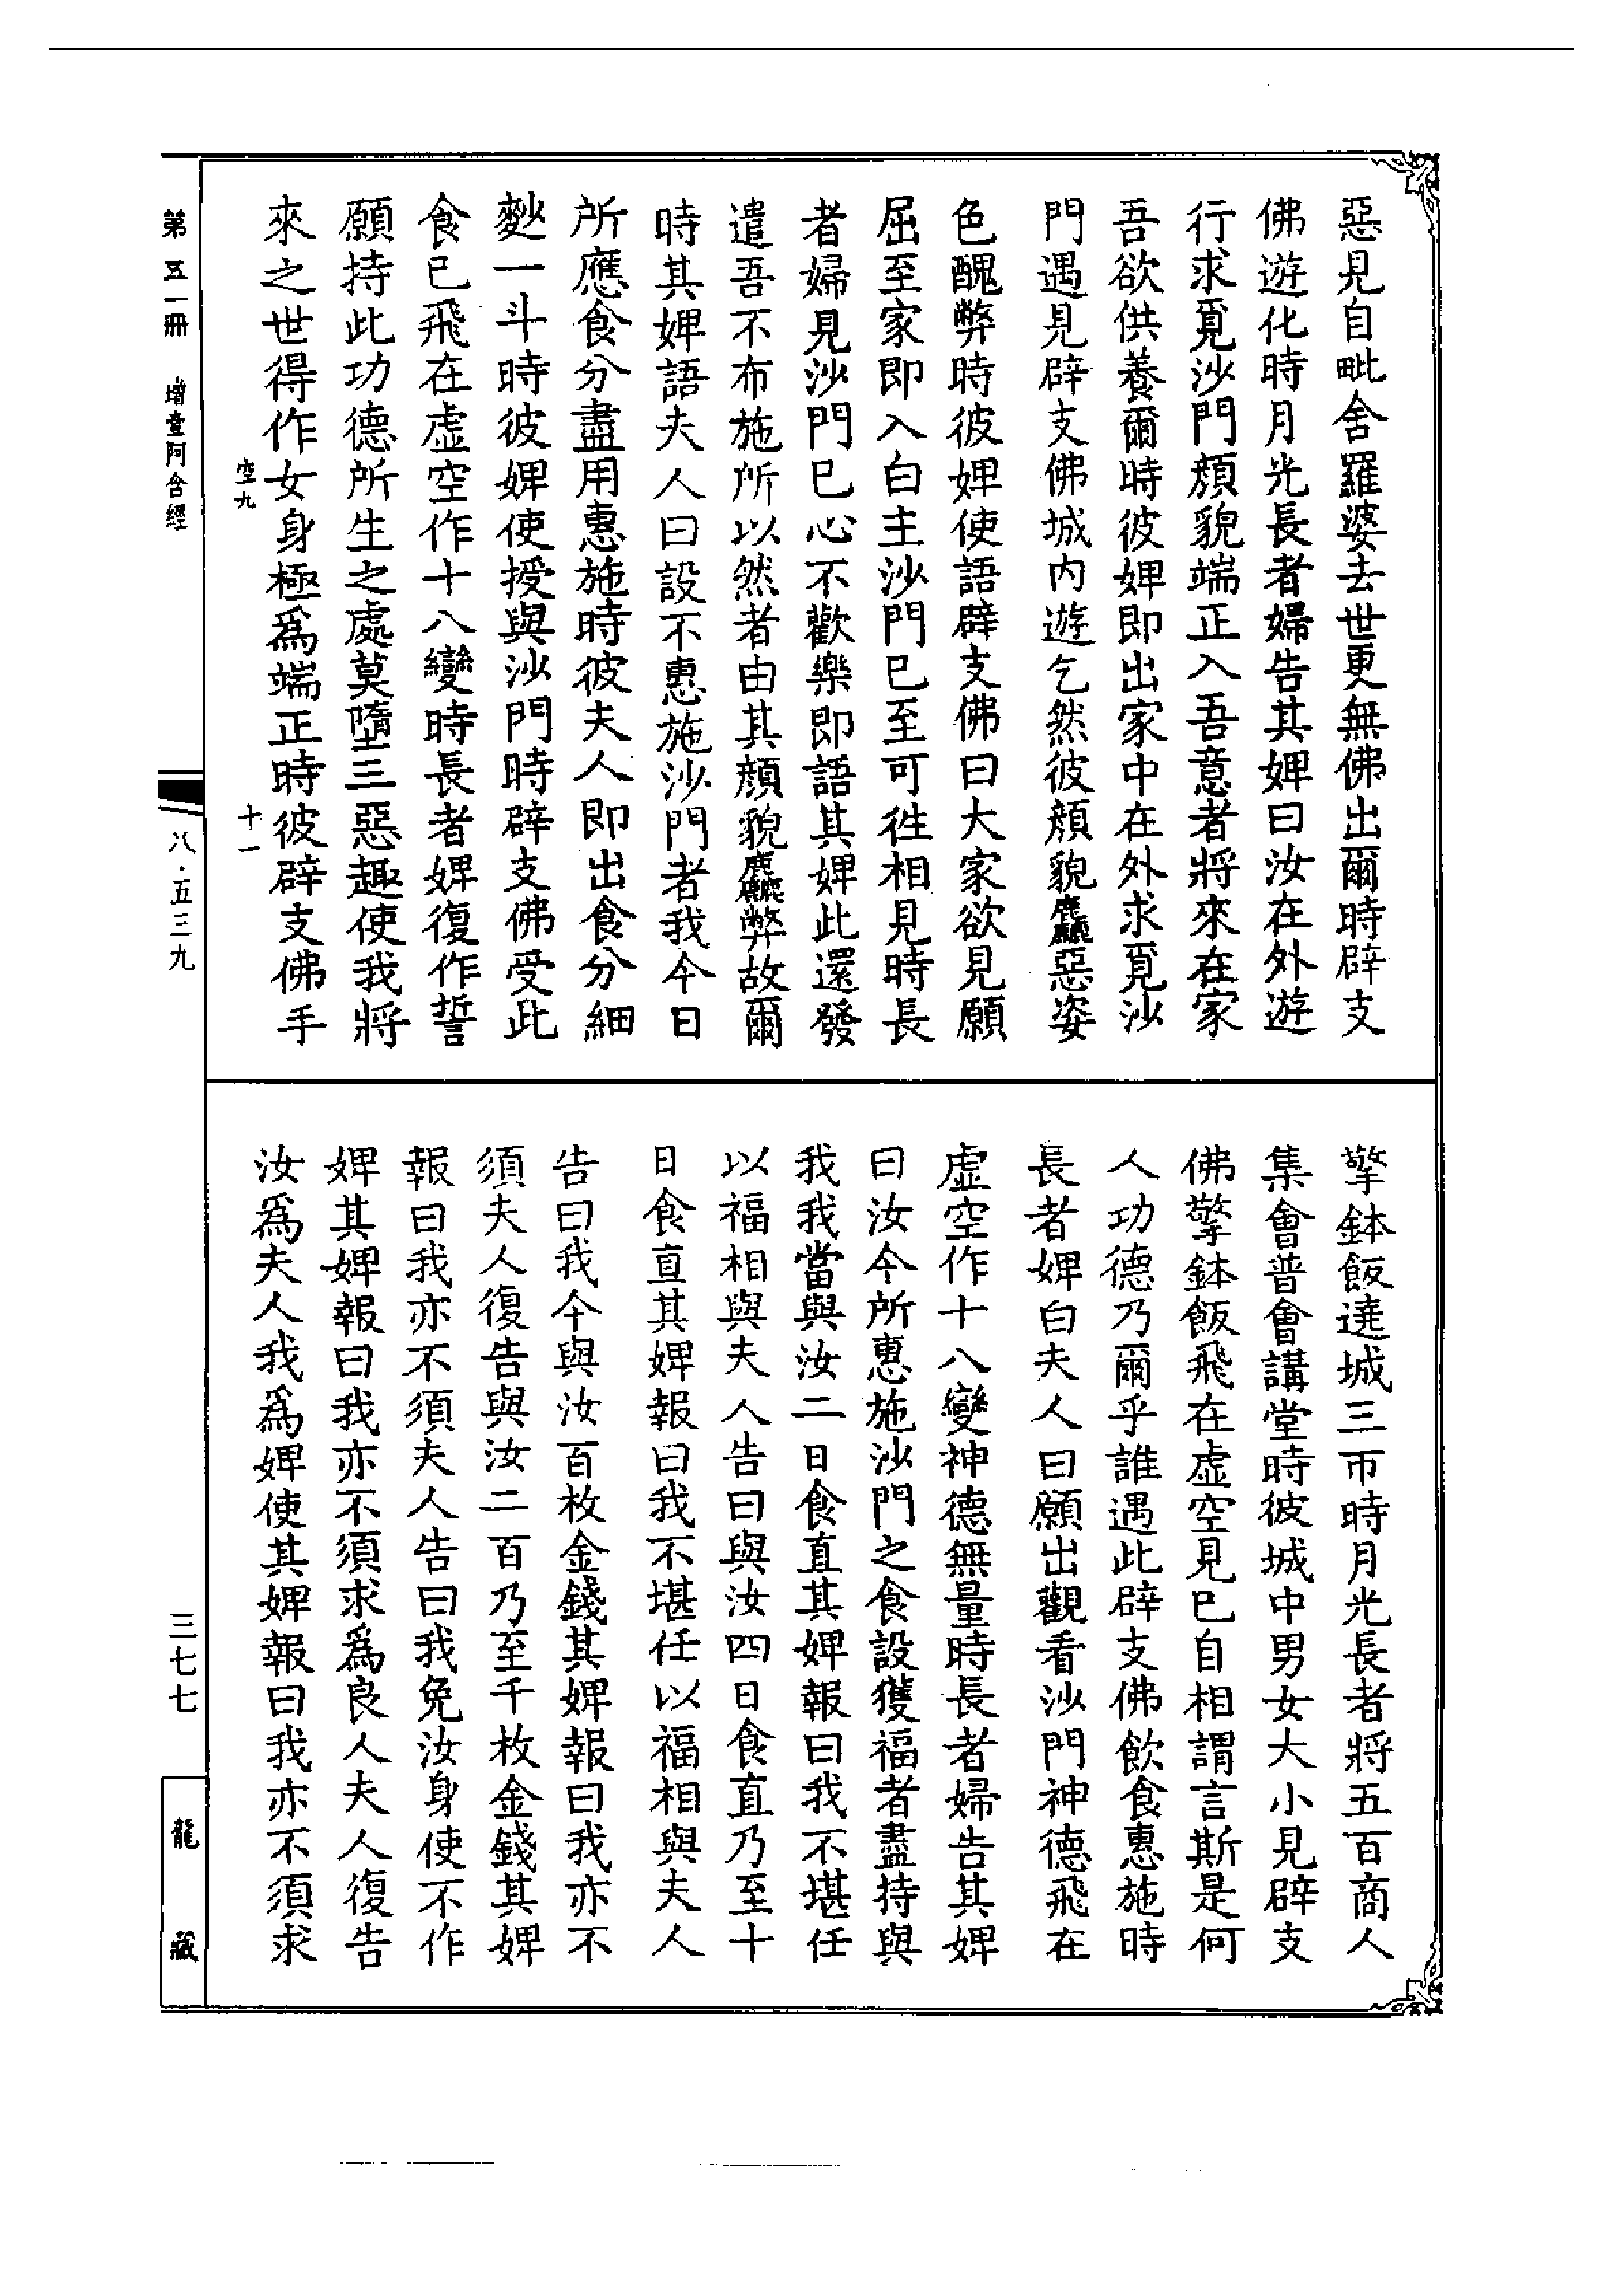 惡見自毗舍羅婆去世更無佛出爾時辟支
佛遊化時月光長者婦告其婢曰汝在外遊
行求覓沙門顏貌端正入吾意者將來在家
吾欲供養爾時彼婢即出家中在外求覓沙
門遇見辟支佛城內遊乞然彼顏貌麤惡姿
色醜弊時彼婢使語辟支佛曰大家欲見願
屈至家即入白主沙門已至可徃相見時長
者婦見沙門已心不歡樂即語其婢此還發
遣吾不布施所以然者由其顏貌麤弊故爾
時其婢語夫人曰設不惠施沙門者我今日
所應食分盡用惠施時彼夫人即出食分細
麨一斗時彼婢使授與沙門時辟支佛受此
食已飛在虛空作十八變時長者婢復作誓
願持此功德所生之處莫墮三惡趣使我將
來之世得作女身極爲端正時彼辟支佛手
擎鉢飯遶城三帀時月光長者將五百商人
集會普會講堂時彼城中男女大小見辟支
佛擎鉢飯飛在虛空見已自相謂言斯是何
人功德乃爾乎誰遇此辟支佛飲食惠施時
長者婢白夫人曰願出觀看沙門神德飛在
虛空作十八變神德無量時長者婦告其婢
曰汝今所惠施沙門之食設獲福者盡持與
我我當與汝二日食直其婢報曰我不堪任
以福相與夫人告曰與汝四日食直乃至十
日食直其婢報曰我不堪任以福相與夫人
告曰我今與汝百枚金錢其婢報曰我亦不
須夫人復告與汝二百乃至千枚金錢其婢
報曰我亦不須夫人告曰我免汝身使不作
婢其婢報曰我亦不須求爲良人夫人復告
汝爲夫人我爲婢使其婢報曰我亦不須求
空九
十一
第五一冊　增壹阿含經
八·五三九
三七七
龍藏